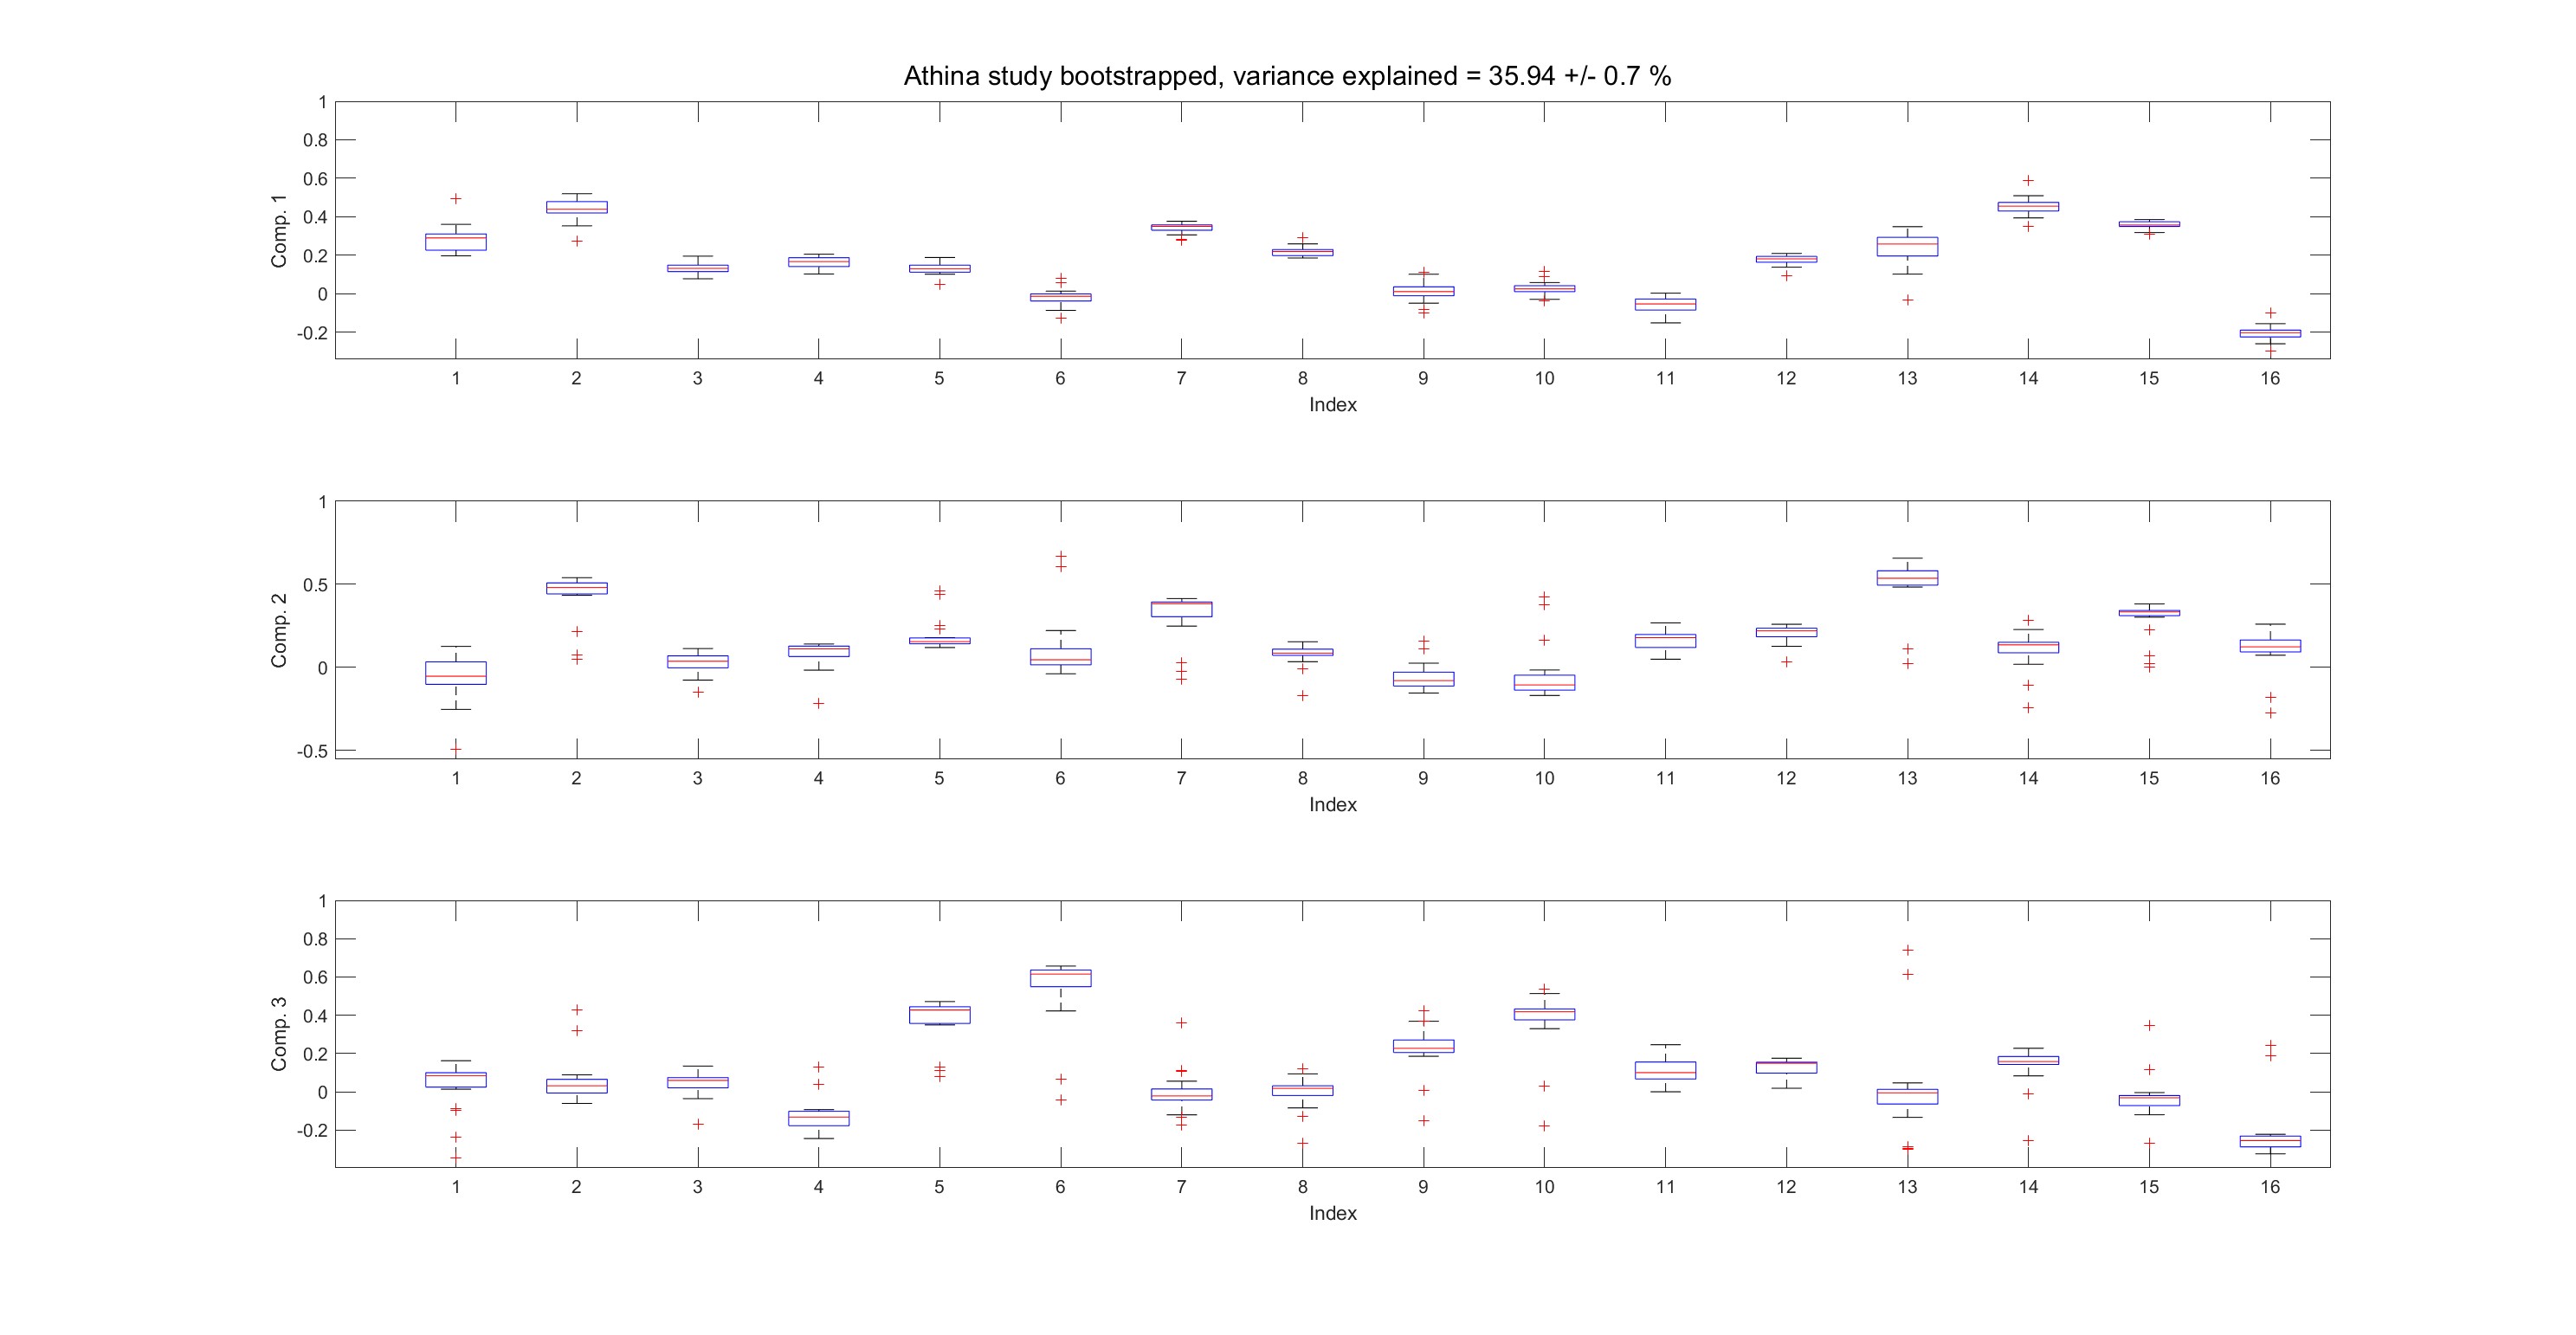 Athina study bootstrapped, variance explained = 35.94 +/- 0.7 %
1
0.8
0.6
0.4
0.2
0
-0.2
Comp. 1
1 2 3 4 5 6 7 8 9 10 11 12 13 14 15 16
Index
1
0.5
0
-0.5
Comp. 2
1 2 3 4 5 6 7 8 9 10 11 12 13 14 15 16
Index
1
0.8
0.6
0.4
0.2
0
-0.2
Comp. 3
1 2 3 4 5 6 7 8 9 10 11 12 13 14 15 16
Index